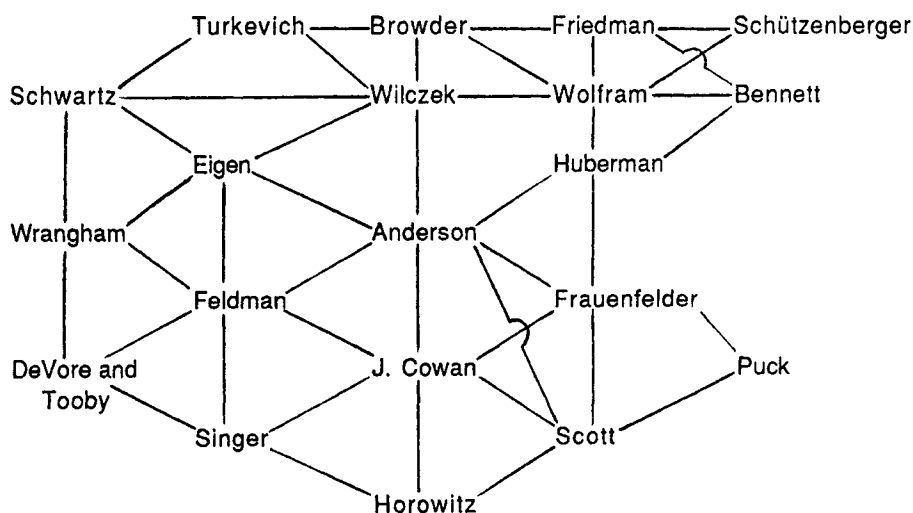 Turkevich Browder Friedman Schützenberger
Schwartz Wilczek Wolfram Bennett
Eigen Huberman
Wrangham Anderson
Feldman Frauenfelder
DeVore and J. Cowan Puck
Tooby
Singer Scott
Horowitz